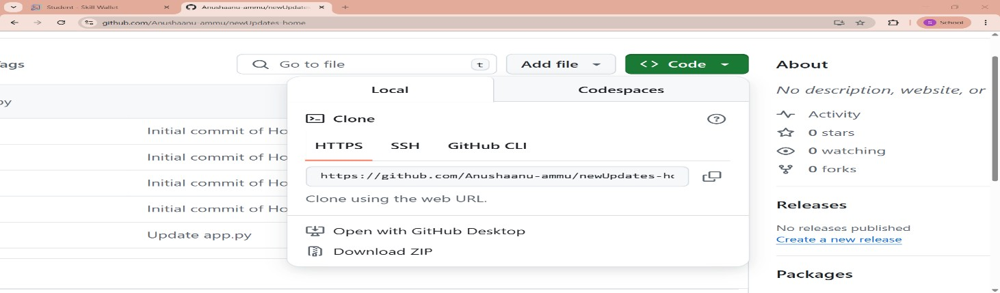 Student - Skill Wallet
Anushaanu-ammu/newUpdates
github.com/Anushaanu-ammu/newUpdates-home
S School
Tags
Go to file t
Add file
<> Code
About
Local Codespaces
No description, website, or
py
Clone
Activity
Initial commit of Ho
0 stars
HTTPS SSH GitHub CLI
0 watching
Initial commit of Ho
0 forks
https://github.com/Anushaanu-ammu/newUpdates-ho
Initial commit of Ho
Clone using the web URL.
Releases
Initial commit of Ho
No releases published
Open with GitHub Desktop
Update app.py
Create a new release
Download ZIP
Packages